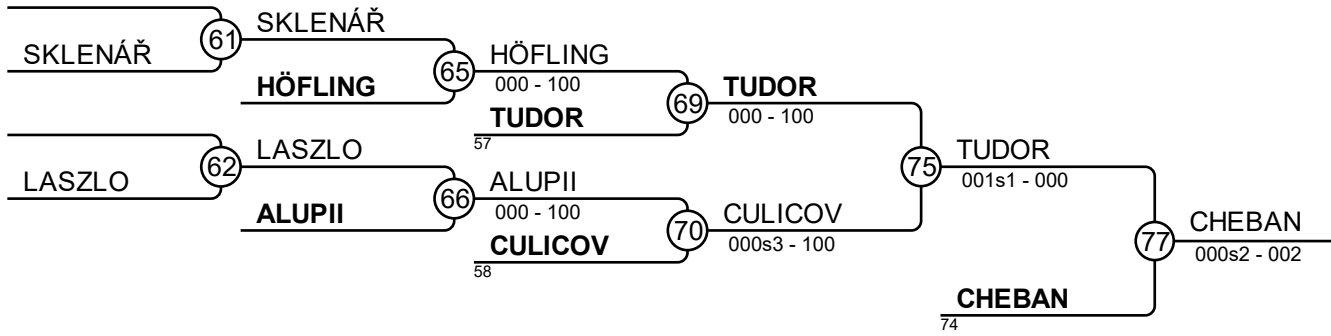 SKLENÁŘ
61
SKLENÁŘ
HÖFLING
65
HÖFLING
000 - 100
TUDOR
57
69
TUDOR
000 - 100
LASZLO
62
LASZLO
ALUPII
66
ALUPII
000 - 100
CULICOV
58
70
CULICOV
000s3 - 100
75
TUDOR
001s1 - 000
CHEBAN
74
77
CHEBAN
000s2 - 002